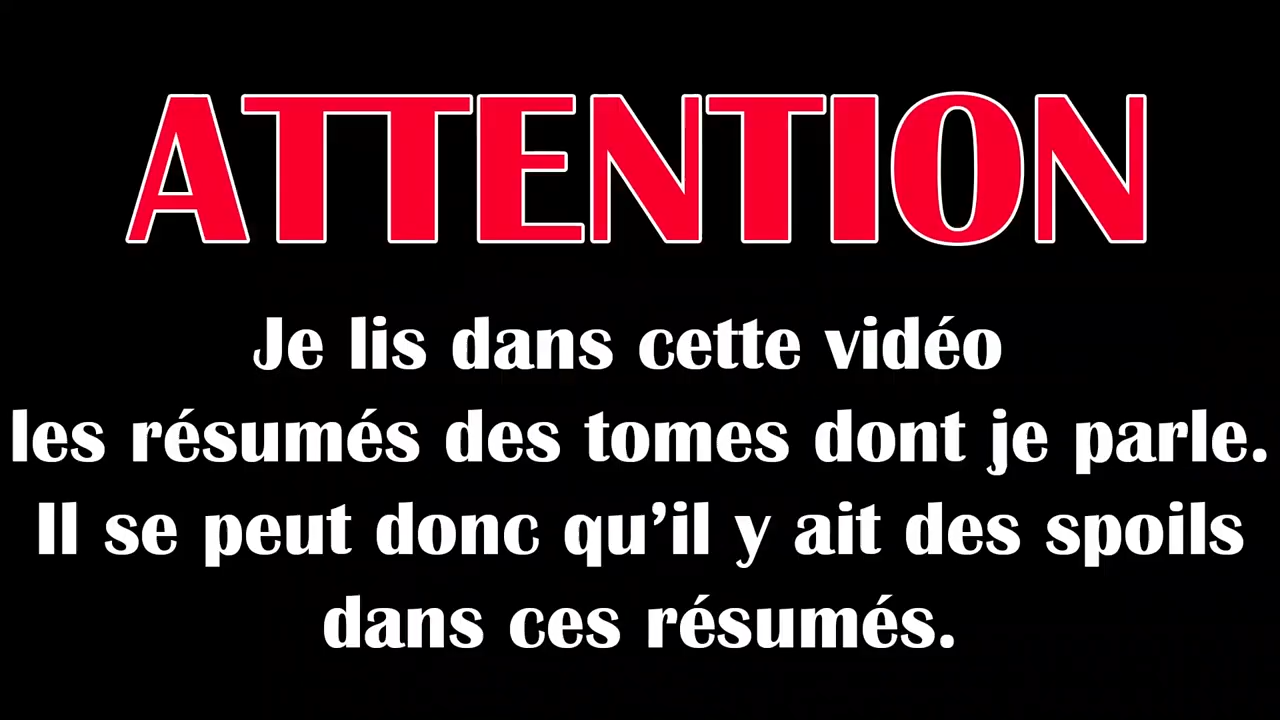 ATTENTION
Je lis dans cette vidéo
les résumés des tomes dont je parle.
Il se peut donc qu’il y ait des spoils
dans ces résumés.